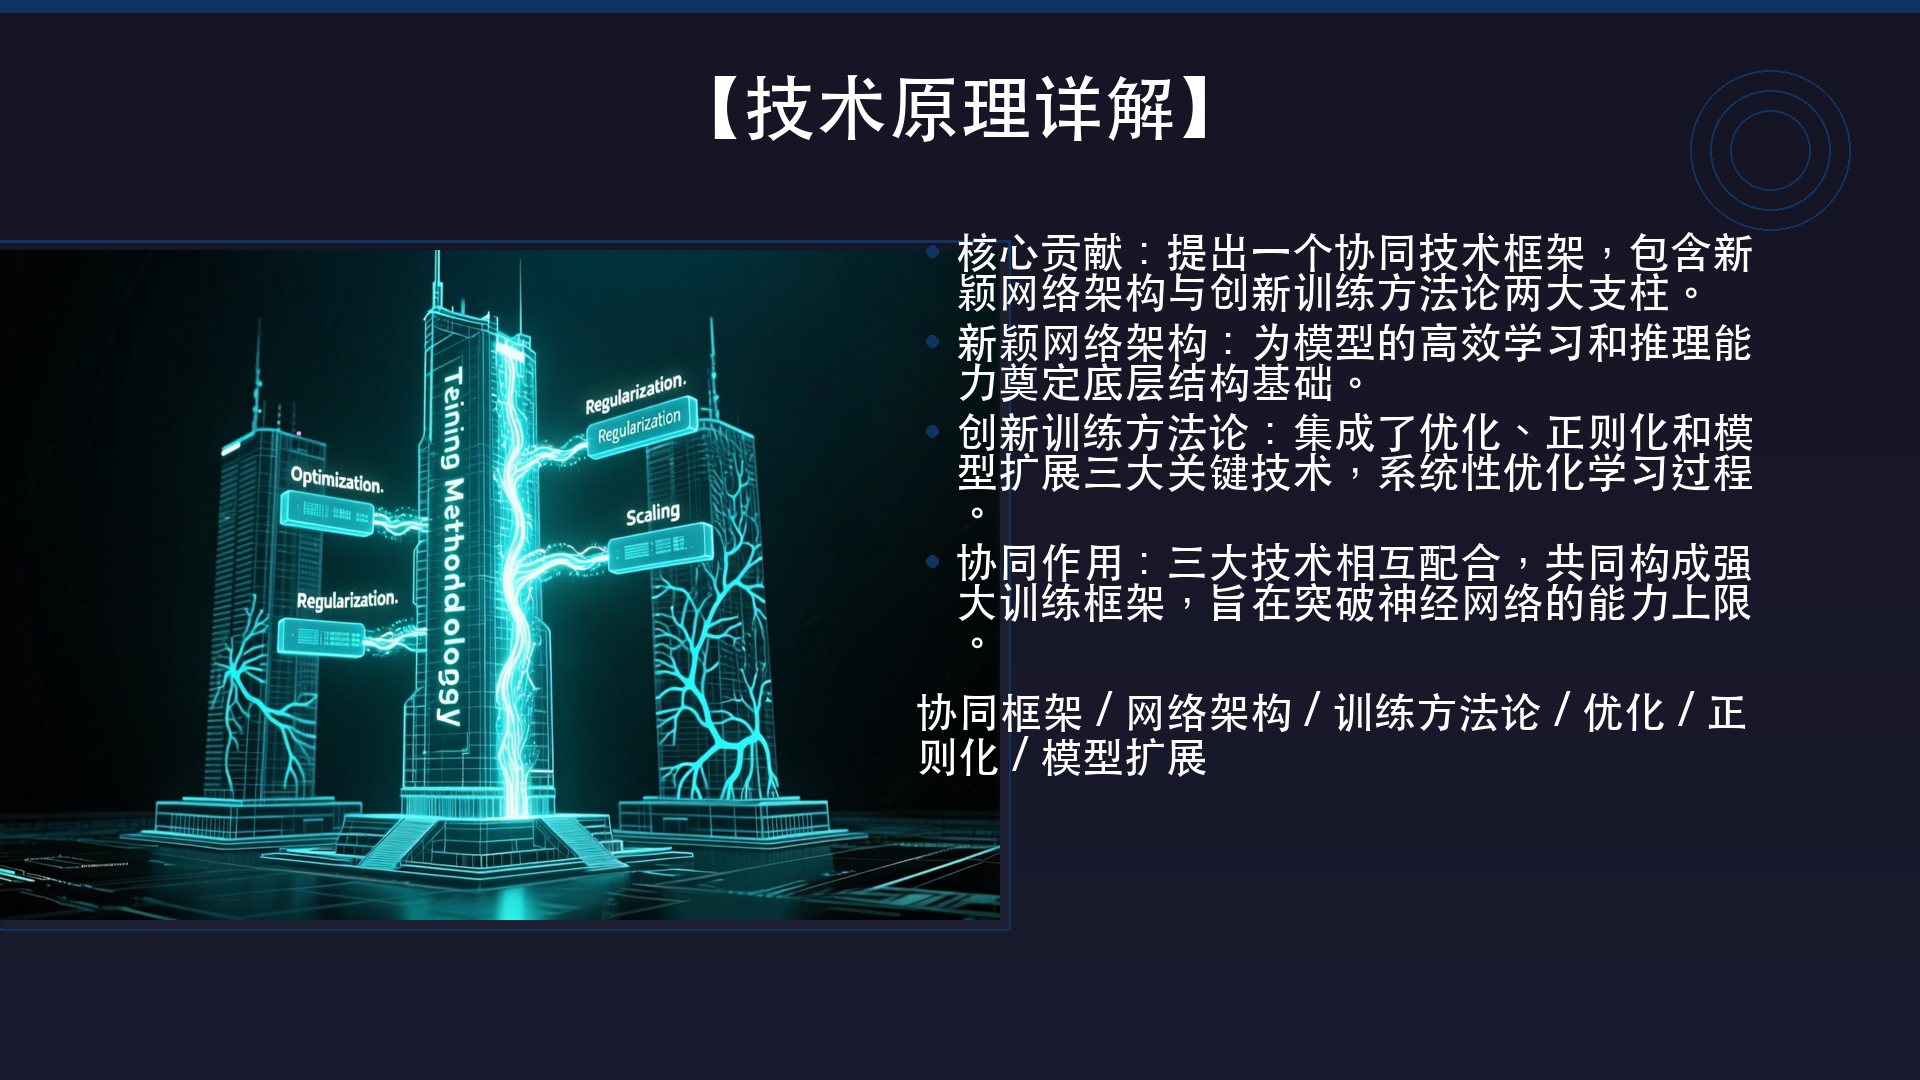 【技术原理详解】
核心贡献：提出一个协同技术框架，包含新
颖网络架构与创新训练方法论两大支柱。
新颖网络架构：为模型的高效学习和推理能
力奠定底层结构基础。
创新训练方法论：集成了优化、正则化和模
型扩展三大关键技术，系统性优化学习过程
。
协同作用：三大技术相互配合，共同构成强
大训练框架，旨在突破神经网络的能力上限
。
协同框架 / 网络架构 / 训练方法论 / 优化 / 正
则化 / 模型扩展
Optimization.
Regularization.
Teining Methord ologgy
Regularization.
Regularization
Scaling